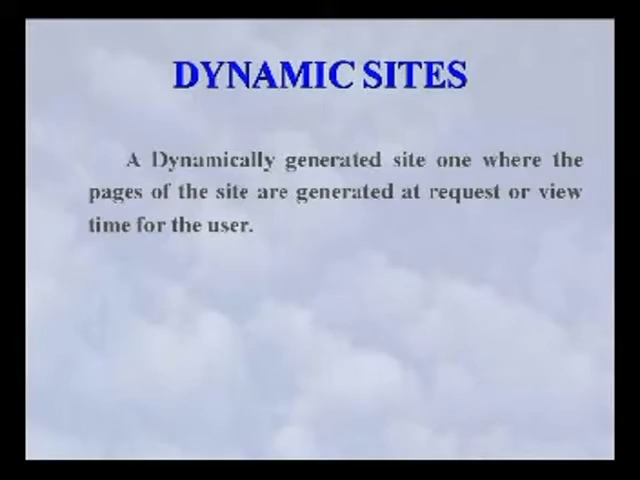 DYNAMIC SITES
A Dynamically generated site one where the
pages of the site are generated at request or view
time for the user.